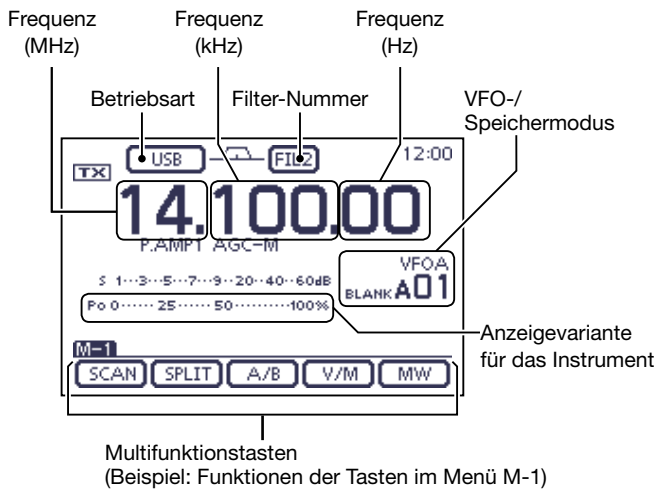 Frequenz
(MHz)
Frequenz
(kHz)
Frequenz
(Hz)
Betriebsart
Filter-Nummer
VFO-/
Speichermodus
USB
FIL2
12:00
TX
14.100.00
P.AMP1 AGC-M
VFOA
BLANK A01
S 1···3···5···7···9··20··40··60dB
Po 0······ 25 ······ 50 ···········100%
Anzeigevariante
für das Instrument
M-1
SCAN SPLIT A/B V/M MW
Multifunktionstasten
(Beispiel: Funktionen der Tasten im Menü M-1)